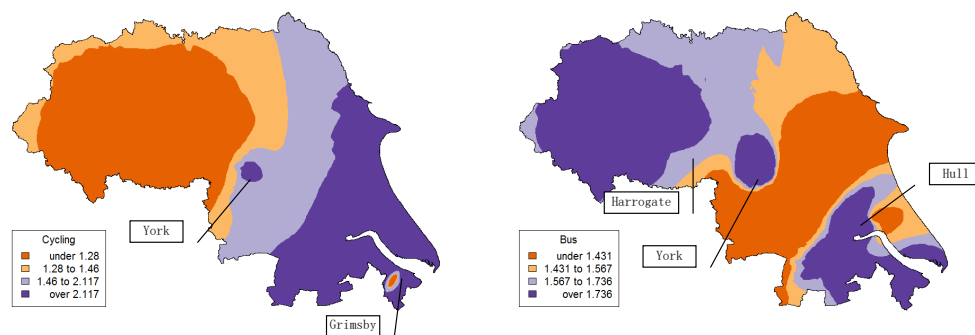 York
Cycling
under 1.28
1.28 to 1.46
1.46 to 2.117
over 2.117
Grimsby
Hull
Harrogate
York
Bus
under 1.431
1.431 to 1.567
1.567 to 1.736
over 1.736